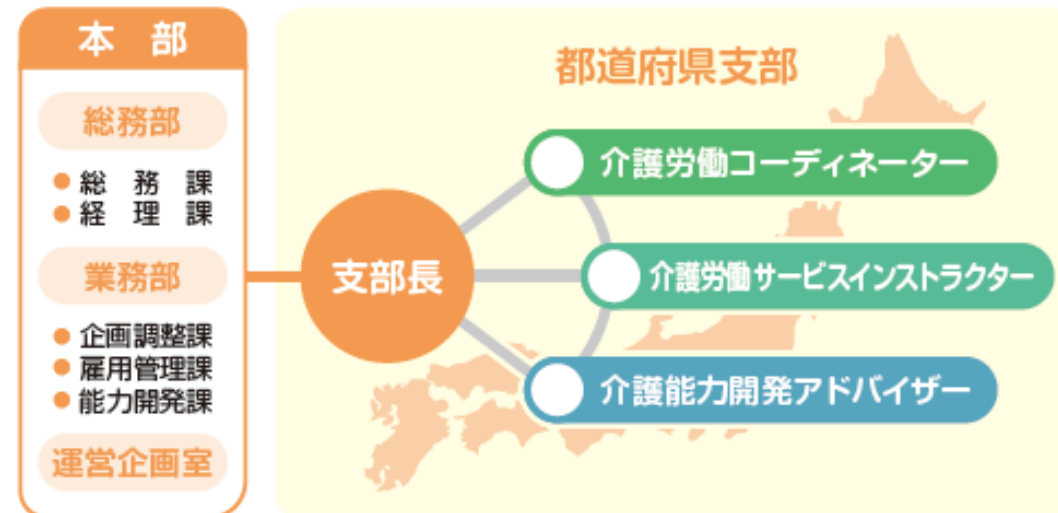 本　部
総務部
総　務　課
経　理　課
業務部
企画調整課
雇用管理課
能力開発課
運営企画室
都道府県支部
支部長
介護労働コーディネーター
介護労働サービスインストラクター
介護能力開発アドバイザー